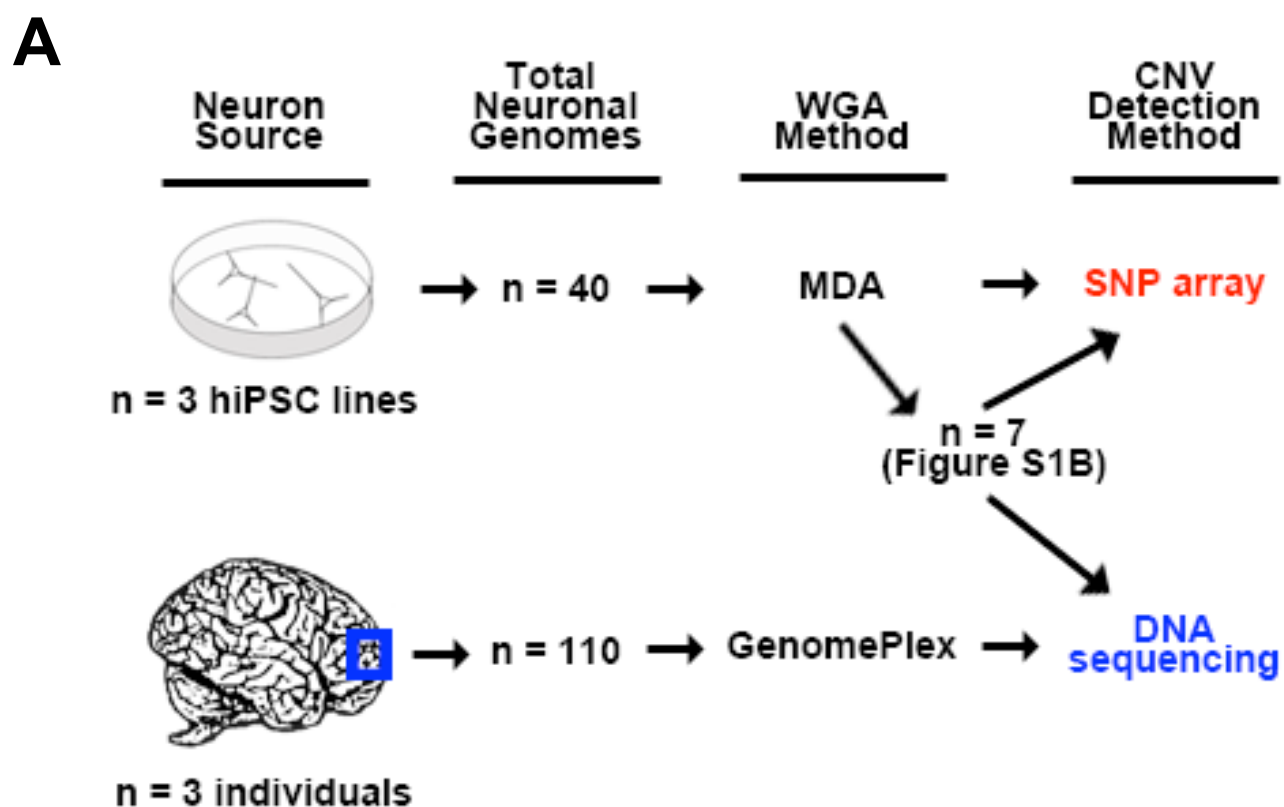 A
Neuron
Source
Total
Neuronal
Genomes
WGA
Method
CNV
Detection
Method
n = 40
MDA
SNP array
n = 3 hiPSC lines
n = 7
(Figure S1B)
n = 110
GenomePlex
DNA
sequencing
n = 3 individuals